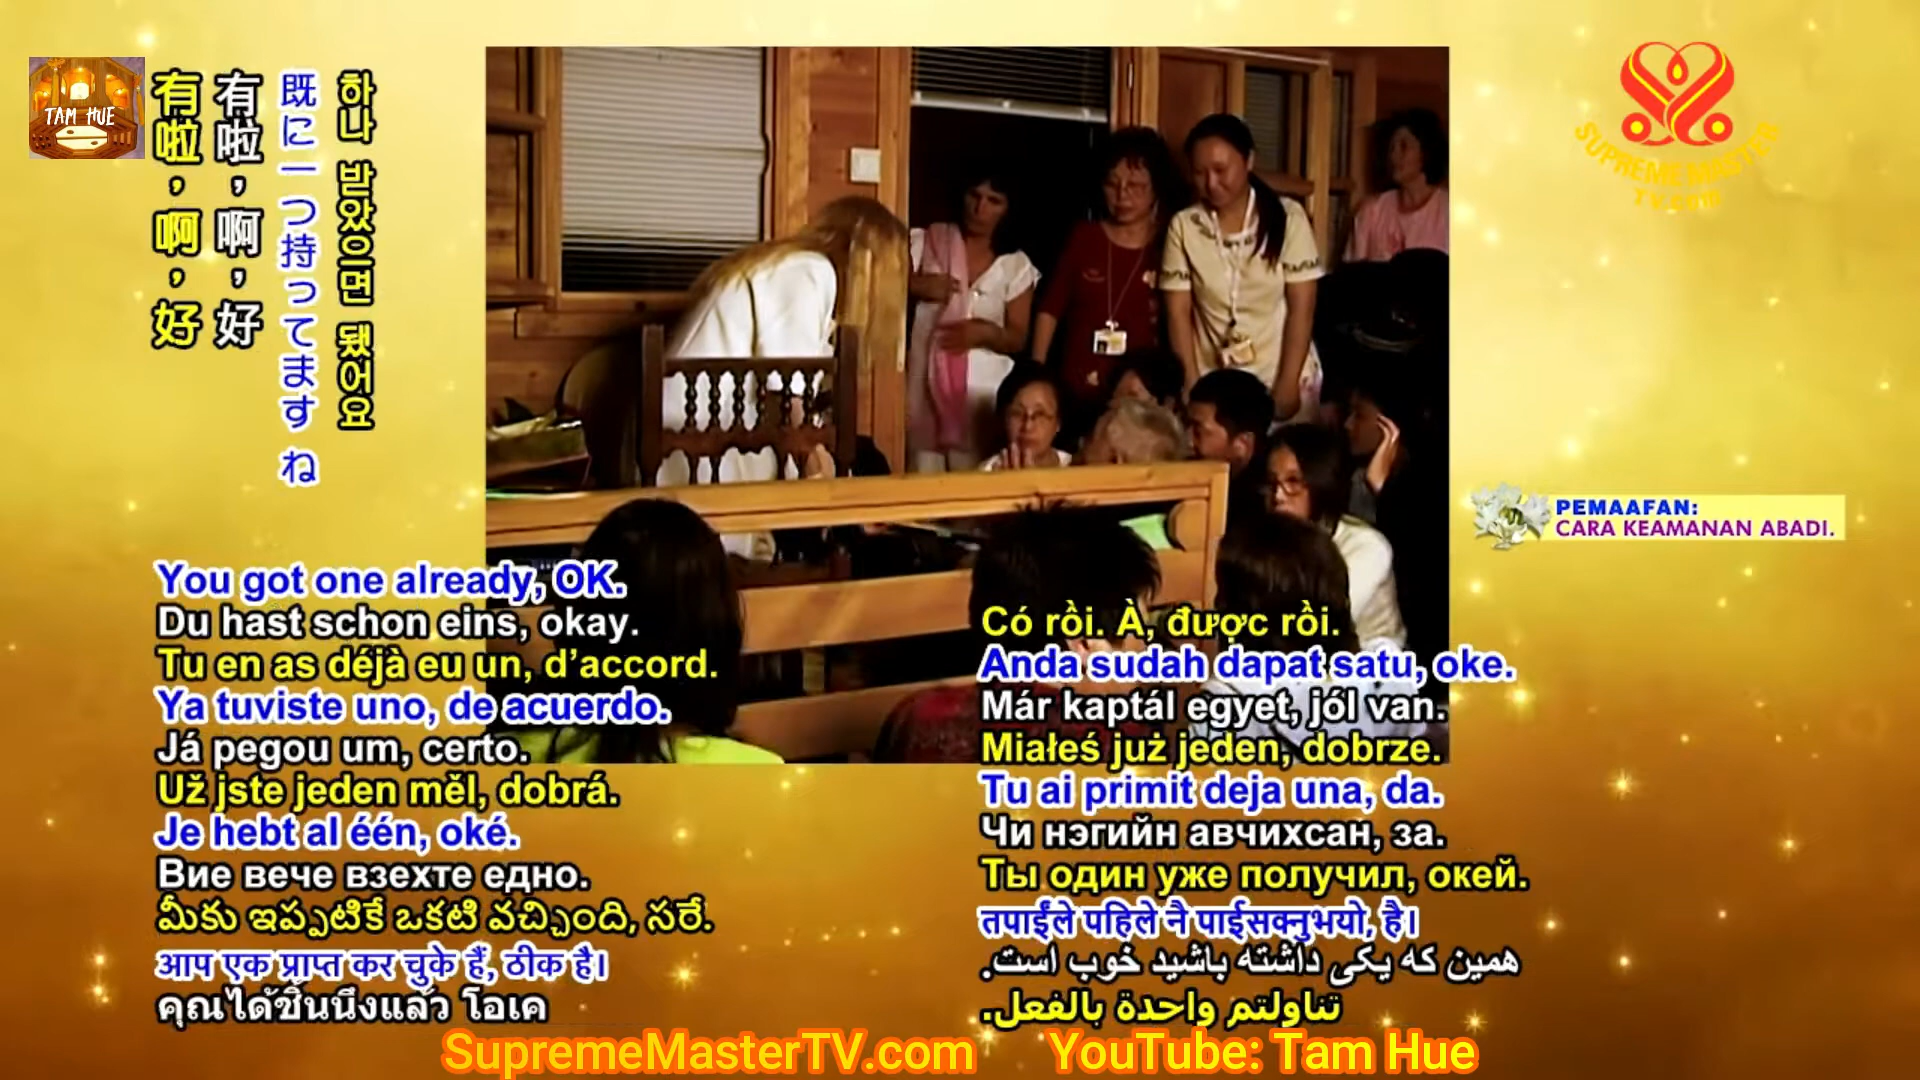 TAM HUE
有啦，啊，好
有啦，啊，好
既に一つ持ってます ね
하나 받았으면 됐어요
SUPREME MASTER
TV.com
PEMAAFAN:
CARA KEAMANAN ABADI.
You got one already, OK.
Du hast schon eins, okay.
Tu en as déjà eu un, d’accord.
Ya tuviste uno, de acuerdo.
Já pegou um, certo.
Už jste jeden měl, dobrá.
Je hebt al één, oké.
Вие вече взехте едно.
మీకు ఇప్పటికే ఒకటి వచ్చింది, సరే.
आप एक प्राप्त कर चुके हैं, ठीक है।
คุณได้ชิ้นนึงแล้ว โอเค
Có rồi. À, được rồi.
Anda sudah dapat satu, oke.
Már kaptál egyet, jól van.
Miałeś już jeden, dobrze.
Tu ai primit deja una, da.
Чи нэгийн авчихсан, за.
Ты один уже получил, окей.
तपाईंले पहिले नै पाईसक्नुभयो, है।
همین که یکی داشته باشید خوب است.
تناولتم واحدة بالفعل.
SupremeMasterTV.com
YouTube: Tam Hue